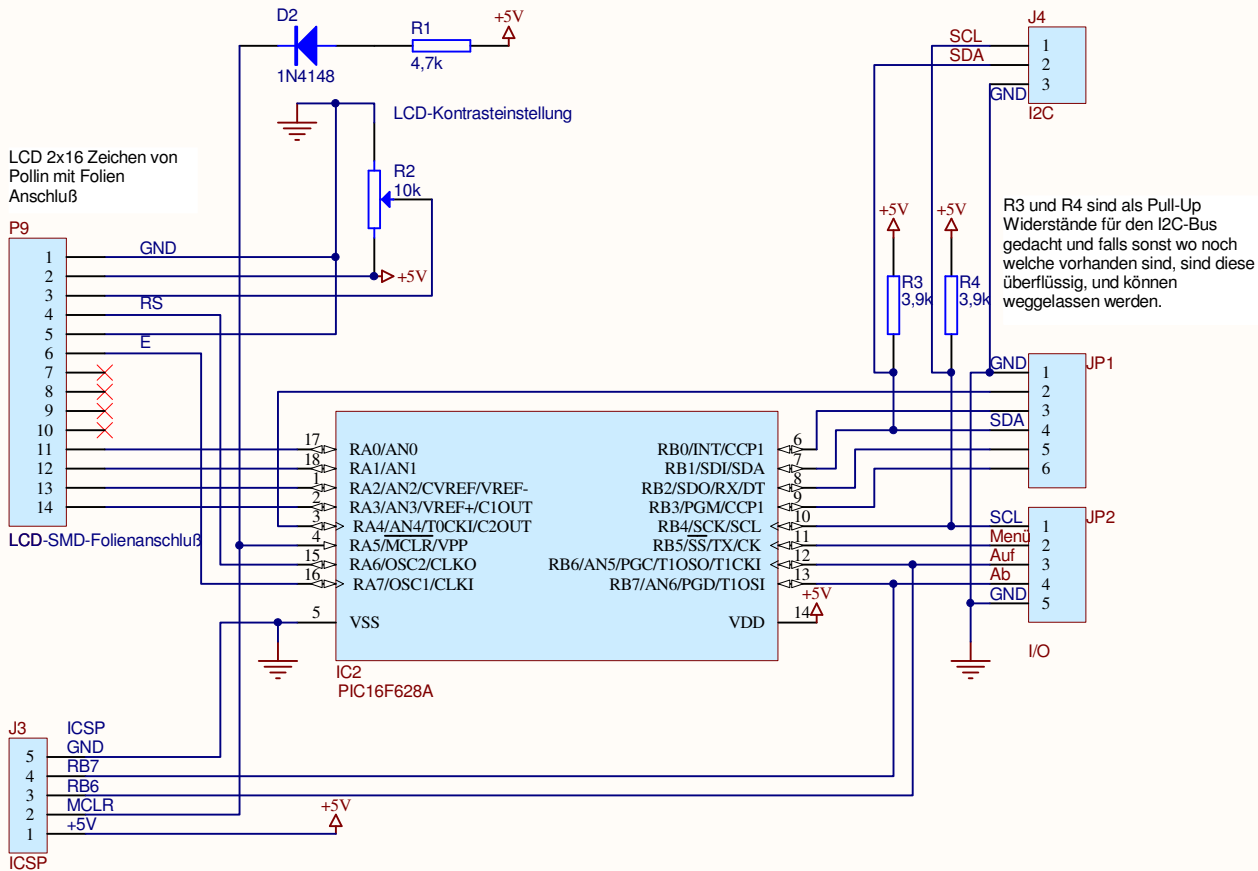 D2
1N4148
R1
4,7k
+5V
J4
SCL
SDA
GND
1
2
3
I2C
LCD-Kontrasteinstellung
R2
10k
LCD 2x16 Zeichen von
Pollin mit Folien
Anschluß
P9
1
2
3
4
5
6
7
8
9
10
11
12
13
14
GND
+5V
RS
E
LCD-SMD-Folienanschluß
+5V
+5V
R3
3,9k
R4
3,9k
R3 und R4 sind als Pull-Up
Widerstände für den I2C-Bus
gedacht und falls sonst wo noch
welche vorhanden sind, sind diese
überflüssig, und können
weggelassen werden.
GND
SDA
1
2
3
4
5
6
JP1
17 RA0/AN0
18 RA1/AN1
1 RA2/AN2/CVREF/VREF-
2 RA3/AN3/VREF+/C1OUT
3 RA4/AN4/T0CKI/C2OUT
4 RA5/MCLR/VPP
15 RA6/OSC2/CLKO
16 RA7/OSC1/CLKI
5 VSS
RB0/INT/CCP1 6
RB1/SDI/SDA 7
RB2/SDO/RX/DT 8
RB3/PGM/CCP1 9
RB4/SCK/SCL 10
RB5/SS/TX/CK 11
RB6/AN5/PGC/T1OSO/T1CKI 12
RB7/AN6/PGD/T1OSI 13
VDD 14
+5V
IC2
PIC16F628A
SCL
Menü
Auf
Ab
GND
1
2
3
4
5
JP2
I/O
J3
ICSP
5 GND
4 RB7
3 RB6
2 MCLR
1 +5V
+5V
ICSP